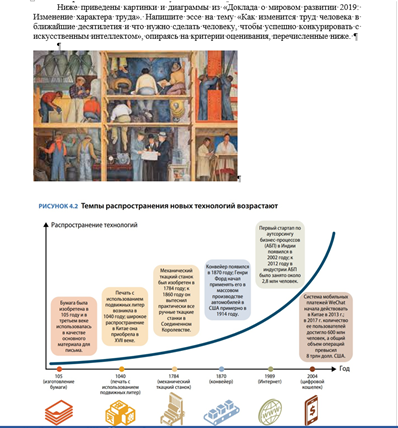 Ниже приведены картинки и диаграммы из «Доклада о мировом развитии 2019:
Изменение характера труда». Напишите эссе на тему «Как изменится труд человека в
ближайшие десятилетия и что нужно сделать человеку, чтобы успешно конкурировать с
искусственным интеллектом», опираясь на критерии оценивания, перечисленные ниже. ¶
¶
¶
РИСУНОК 4.2 Темпы распространения новых технологий возрастают
Распространение технологий
Бумага была
изобретена в
105 году и в
третьем веке
использовалась
в качестве
основного
материала для
письма.
Печать с
использованием
подвижных литер
возникла в
1040 году; широкое
распространение
в Китае она
приобрела в
XVII веке.
Механический
ткацкий станок
был изобретен в
1784 году; к
1860 году он
вытеснил
практически все
ручные ткацкие
станки в
Соединенном
Королевстве.
Конвейер появился
в 1870 году; Генри
Форд начал
применять его в
массовом
производстве
автомобилей в
США примерно в
1914 году.
Первый стартап по
аутсорсингу
бизнес-процессов
(АБП) в Индии
появился в
2002 году; к
2012 году в
индустрии АБП
было занято около
2,8 млн человек.
Система мобильных
платежей WeChat
начала действовать
в Китае в 2013 г.;
в 2017 г. количество
ее пользователей
достигло 600 млн
человек, а общий
объем операций
превысил
8 трлн долл. США.
Год
105
(изготовление
бумаги)
1040
(печать с
использованием
подвижных литер)
1784
(механический
ткацкий станок)
1870
(конвейер)
1989
(Интернет)
2004
(цифровой
кошелек)